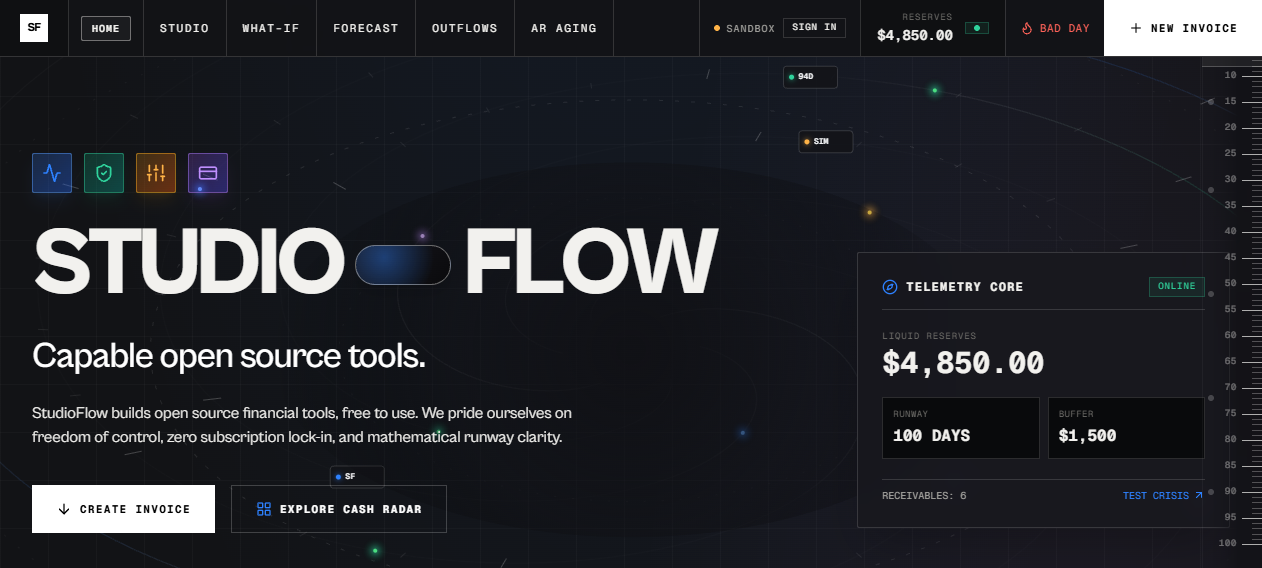 SF
HOME
STUDIO
WHAT-IF
FORECAST
OUTFLOWS
AR AGING
SANDBOX
SIGN IN
RESERVES
$4,850.00
BAD DAY
NEW INVOICE
94D
SIM
STUDIO FLOW
Capable open source tools.
StudioFlow builds open source financial tools, free to use. We pride ourselves on
freedom of control, zero subscription lock-in, and mathematical runway clarity.
SF
CREATE INVOICE
EXPLORE CASH RADAR
TELEMETRY CORE
ONLINE
LIQUID RESERVES
$4,850.00
RUNWAY
100 DAYS
BUFFER
$1,500
RECEIVABLES: 6
TEST CRISIS
10
15
20
25
30
35
40
45
50
55
60
65
70
75
80
85
90
95
100